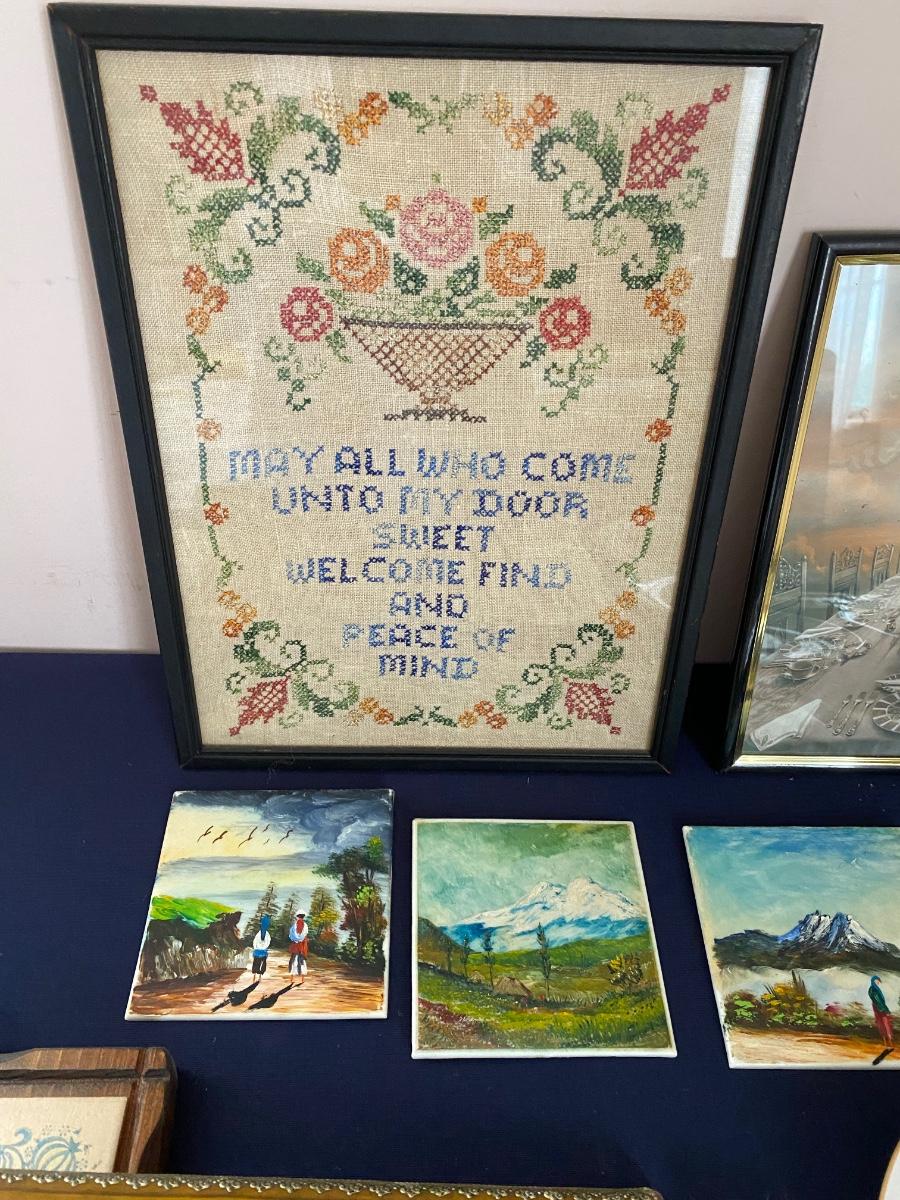 MAY ALL WHO COME
UNTO MY DOOR
SWEET
WELCOME FIND
AND
PEACE OF
MIND